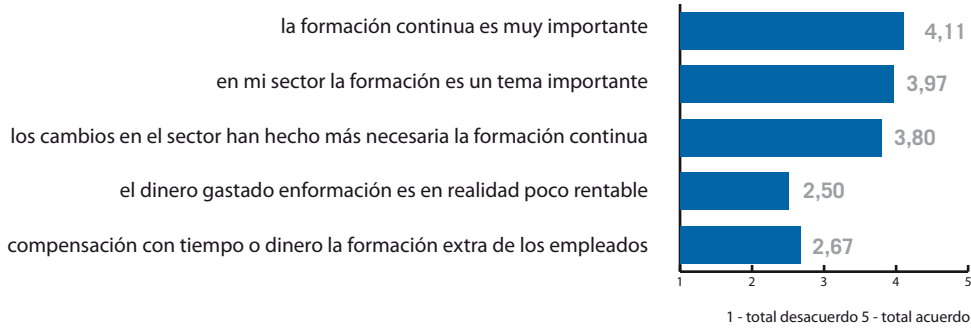 la formación continua es muy importante 4,11
en mi sector la formación es un tema importante 3,97
los cambios en el sector han hecho más necesaria la formación continua 3,80
el dinero gastado enformación es en realidad poco rentable 2,50
compensación con tiempo o dinero la formación extra de los empleados 2,67
1 2 3 4 5
1 - total desacuerdo 5 - total acuerdo